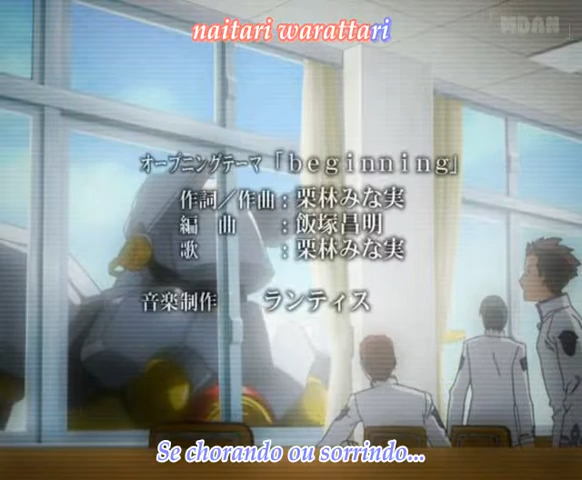 naitari warattari
MDAN
オープニングテーマ 「beginning」
作詞／作曲：栗林みな実
編　曲　：飯塚昌明
歌　　　：栗林みな実
音楽制作　ランティス
Se chorando ou sorrindo...